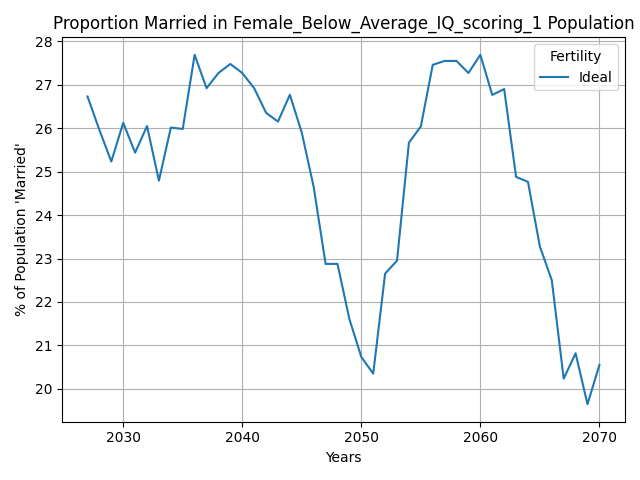 Proportion Married in Female_Below_Average_IQ_scoring_1 Population
Fertility
Ideal
% of Population 'Married'
28
27
26
25
24
23
22
21
20
2030
2040
2050
2060
2070
Years